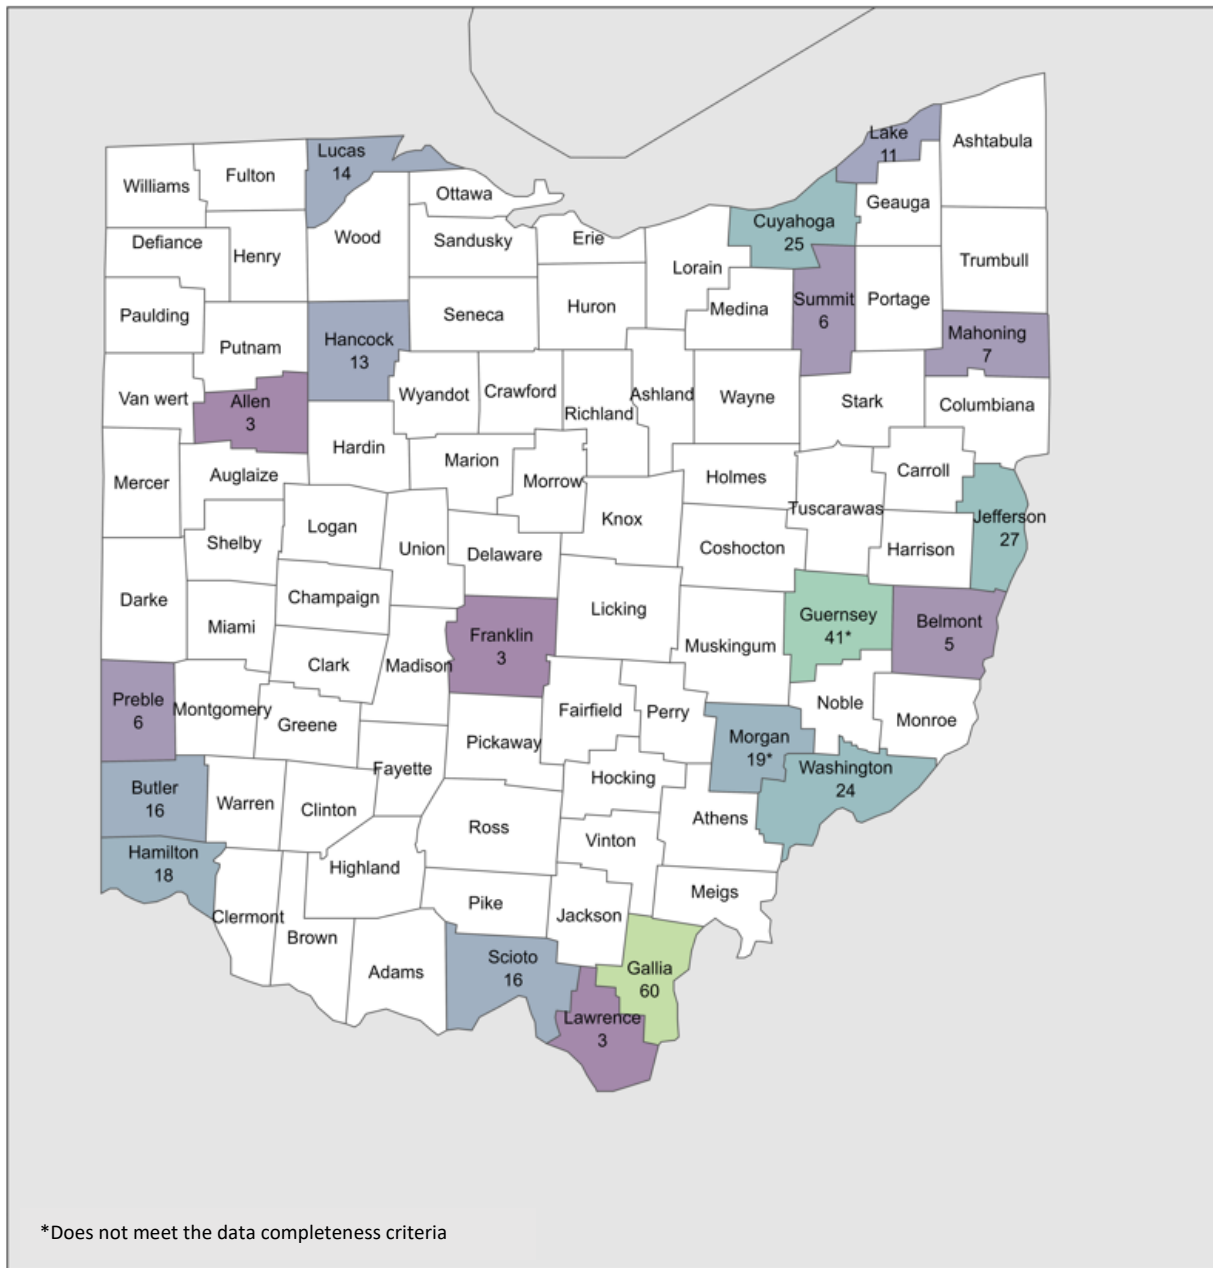 Lake
11
Ashtabula
Lucas
14
Fulton
Williams
Ottawa
Geauga
Cuyahoga
25
Defiance
Henry
Wood
Sandusky
Erie
Lorain
Trumbull
Paulding
Seneca
Huron
Medina
Summit
6
Portage
Putnam
Hancock
13
Mahoning
7
Van wert
Allen
3
Wyandot
Crawford
Richland
Ashland
Wayne
Stark
Columbiana
Hardin
Marion
Morrow
Mercer
Auglaize
Holmes
Carroll
Logan
Knox
Tuscarawas
Jefferson
27
Shelby
Union
Delaware
Coshocton
Harrison
Darke
Champaign
Licking
Guernsey
41*
Belmont
5
Miami
Franklin
3
Muskingum
Clark
Madison
Preble
6
Montgomery
Greene
Fairfield
Perry
Noble
Monroe
Pickaway
Morgan
19*
Washington
24
Fayette
Hocking
Butler
16
Warren
Clinton
Ross
Athens
Vinton
Hamilton
18
Highland
Meigs
Clermont
Pike
Jackson
Brown
Adams
Scioto
16
Gallia
60
Lawrence
3
*Does not meet the data completeness criteria